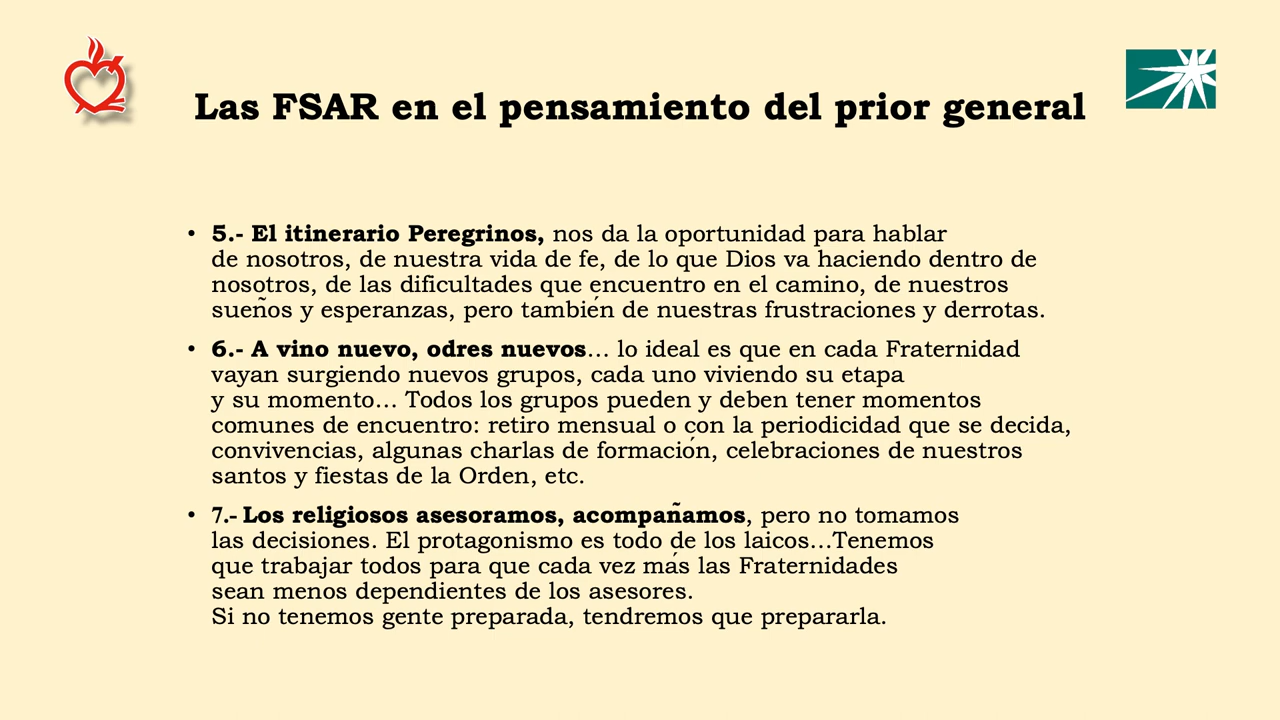 Las FSAR en el pensamiento del prior general
• 5.- El itinerario Peregrinos, nos da la oportunidad para hablar
de nosotros, de nuestra vida de fe, de lo que Dios va haciendo dentro de
nosotros, de las dificultades que encuentro en el camino, de nuestros
sueños y esperanzas, pero también de nuestras frustraciones y derrotas.
• 6.- A vino nuevo, odres nuevos… lo ideal es que en cada Fraternidad
vayan surgiendo nuevos grupos, cada uno viviendo su etapa
y su momento… Todos los grupos pueden y deben tener momentos
comunes de encuentro: retiro mensual o con la periodicidad que se decida,
convivencias, algunas charlas de formación, celebraciones de nuestros
santos y fiestas de la Orden, etc.
• 7.- Los religiosos asesoramos, acompañamos, pero no tomamos
las decisiones. El protagonismo es todo de los laicos…Tenemos
que trabajar todos para que cada vez más las Fraternidades
sean menos dependientes de los asesores.
Si no tenemos gente preparada, tendremos que prepararla.